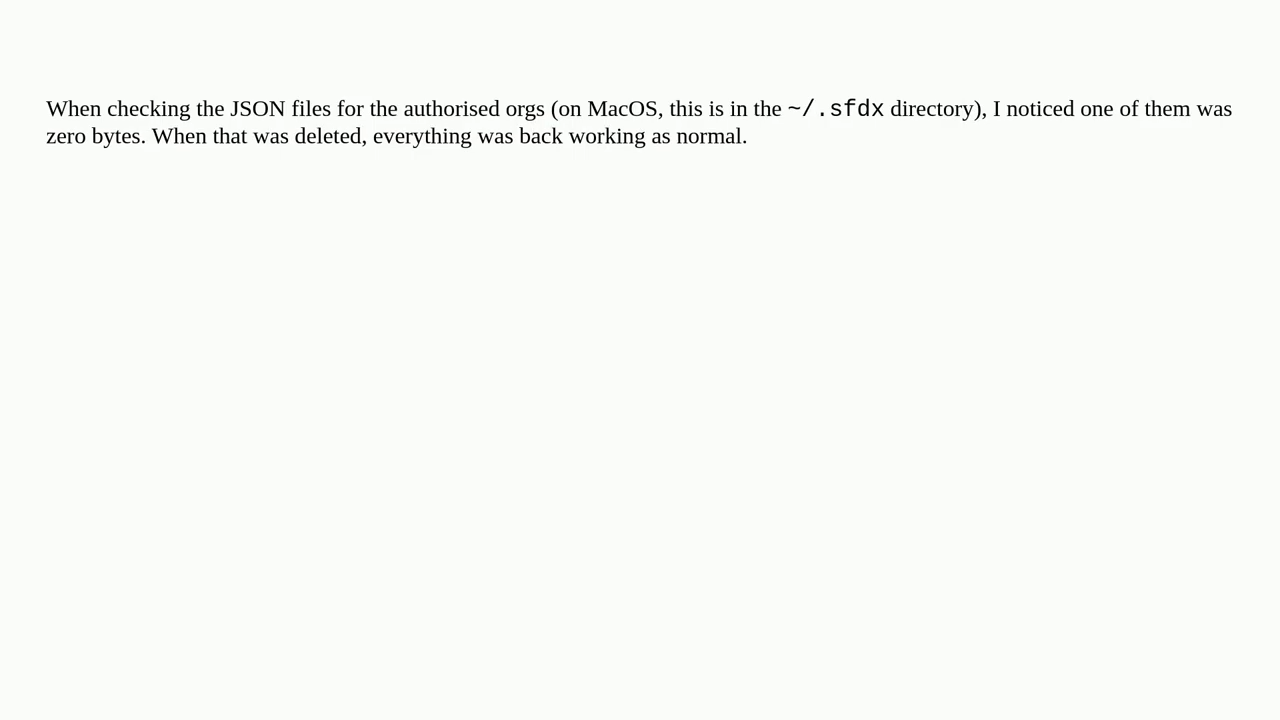 When checking the JSON files for the authorised orgs (on MacOS, this is in the ~/.sfdx directory), I noticed one of them was
zero bytes. When that was deleted, everything was back working as normal.